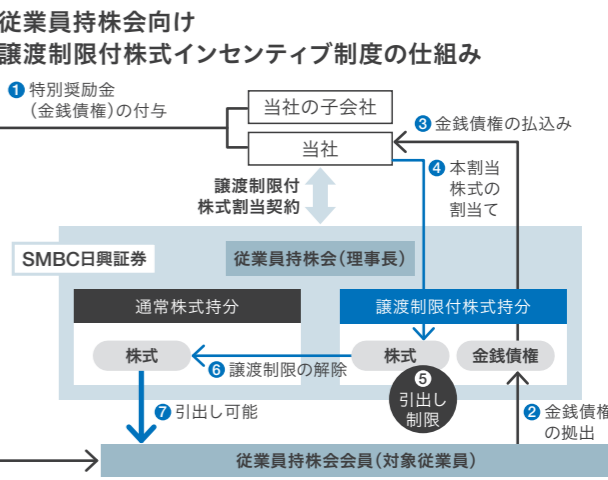 従業員持株会向け
譲渡制限付株式インセンティブ制度の仕組み
❶ 特別奨励金
(金銭債権)の付与
当社の子会社
当社
❸ 金銭債権の払込み
❹ 本割当
株式の
割当て
譲渡制限付
株式割当契約
SMBC日興証券
従業員持株会(理事長)
通常株式持分
譲渡制限付株式持分
株式
❻ 譲渡制限の解除
株式
金銭債権
❺
引出し
制限
❼ 引出し可能
❷ 金銭債権
の拠出
従業員持株会会員(対象従業員)